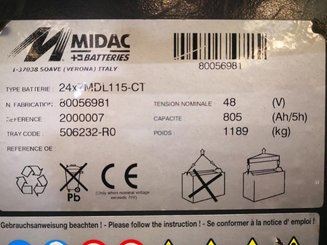 MIDAC
BATTERIES
I-37038 SOAVE (VERONA) ITALY
80056981
TYPE BATTERIE : 24x7MDL115-CT
N. FABRICATION : 80056981 TENSION NOMINALE : 48 (V)
REFERENCE : 2000007 CAPACITE : 805 (Ah/5h)
TRAY CODE : 506232-R0 POIDS : 1189 (kg)
REFERENCE OE :
Pb
Gebrauchsanweisung beachten! - Please follow the instruction! - Se conformer à la notice d' emploi!